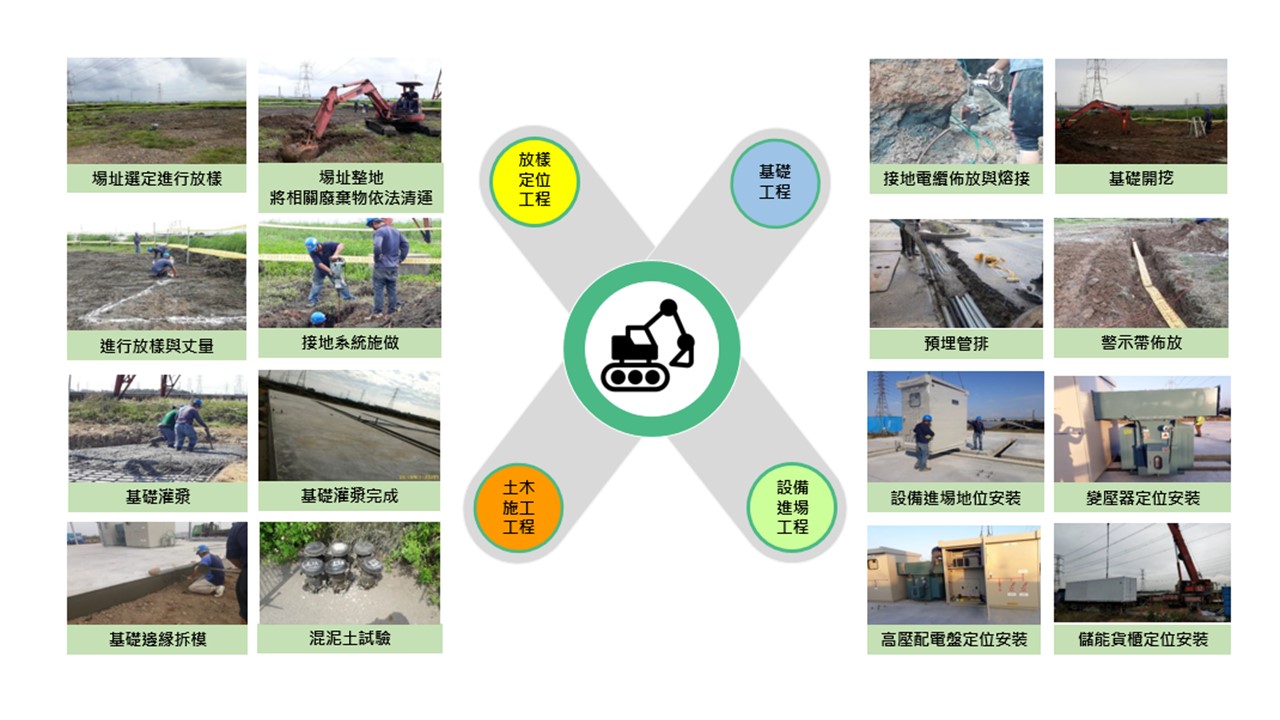 場址選定進行放樣
場址整地
將相關廢棄物依法清運
進行放樣與丈量
接地系統施做
基礎灌漿
基礎灌漿完成
基礎邊緣拆模
混泥土試驗
放樣
定位
工程
基礎
工程
土木
施工
工程
設備
進場
工程
接地電纜佈放與熔接
基礎開挖
預埋管排
警示帶佈放
設備進場地位安裝
變壓器定位安裝
高壓配電盤定位安裝
儲能貨櫃定位安裝